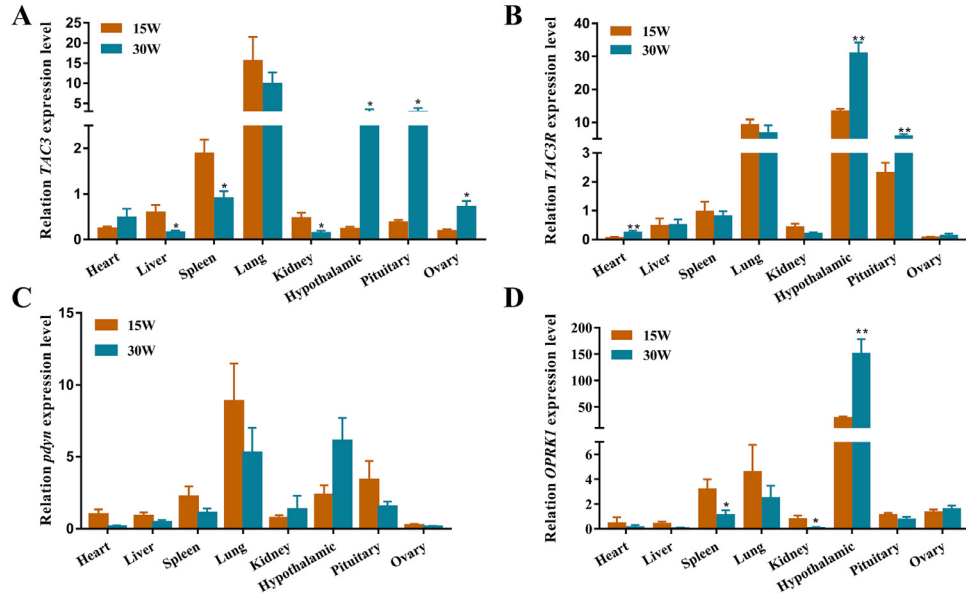 A
Relation TAC3 expression level
15W
30W
25
20
15
10
5
2
1
0
*
*
*
*
*
Heart
Liver
Spleen
Lung
Kidney
Hypothalamic
Pituitary
Ovary
B
Relation TAC3R expression level
15W
30W
40
30
20
10
3
2
1
0
**
**
**
Heart
Liver
Spleen
Lung
Kidney
Hypothalamic
Pituitary
Ovary
C
Relation pdyn expression level
15W
30W
15
10
5
0
Heart
Liver
Spleen
Lung
Kidney
Hypothalamic
Pituitary
Ovary
D
Relation OPRK1 expression level
15W
30W
200
150
100
50
6
4
2
0
*
*
**
Heart
Liver
Spleen
Lung
Kidney
Hypothalamic
Pituitary
Ovary